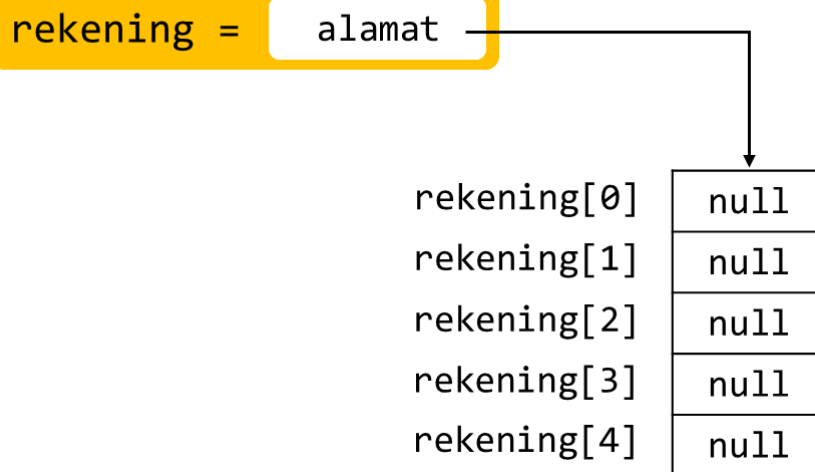 rekening = alamat
rekening[0] null
rekening[1] null
rekening[2] null
rekening[3] null
rekening[4] null